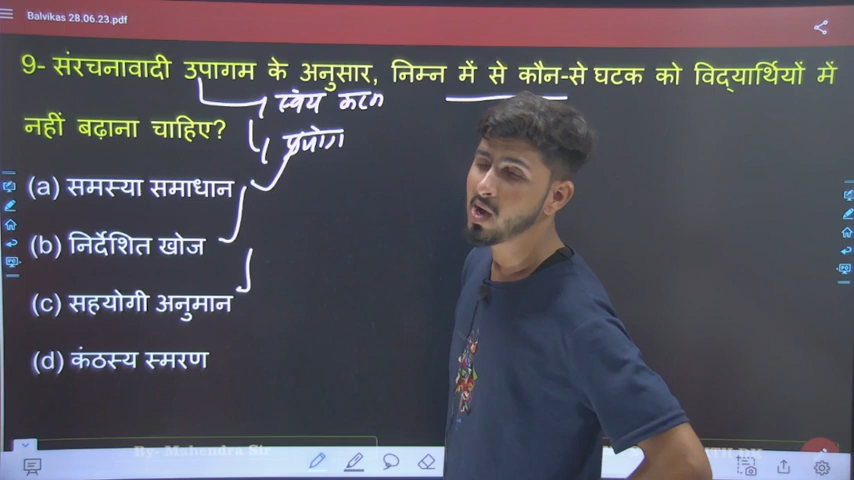 Balvikas 28.06.23.pdf
9- संरचनावादी उपागम के अनुसार, निम्न में से कौन-से घटक को विद्यार्थियों में
स्वयं करना
नहीं बढ़ाना चाहिए?
प्रयोग
(a) समस्या समाधान
(b) निर्देशित खोज
(c) सहयोगी अनुमान
(d) कंठस्य स्मरण
By- Mahendra Sir